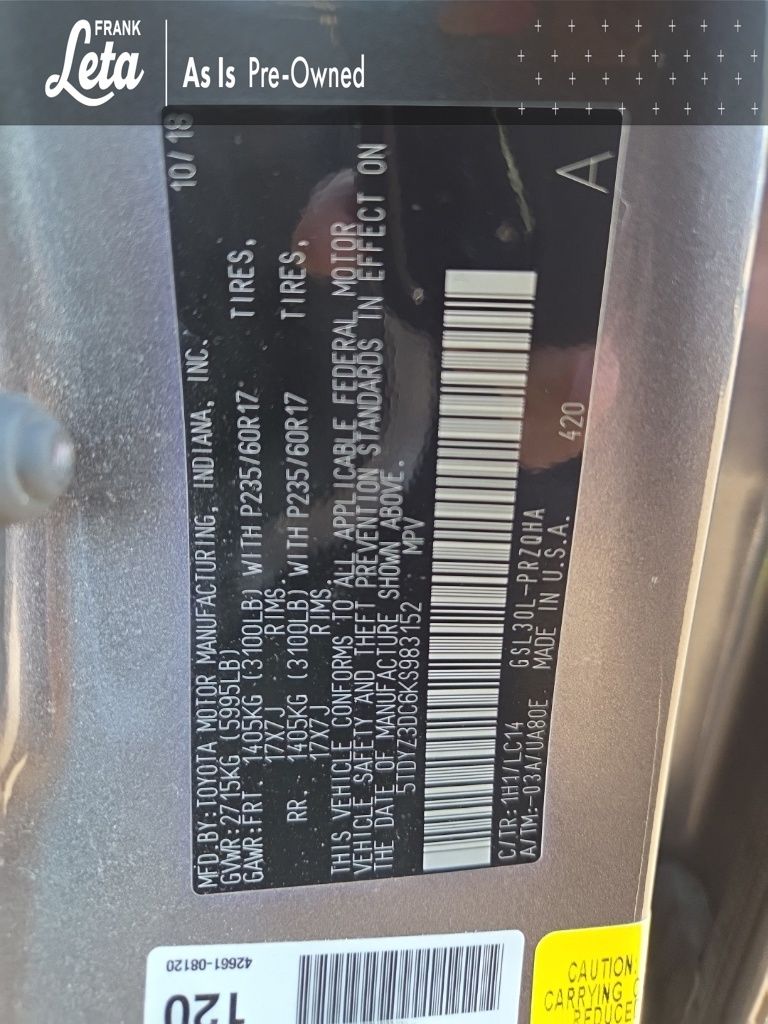 FRANK
Leta
As Is Pre-Owned
MFD BY: TOYOTA MOTOR MANUFACTURING, INDIANA, INC. 10/18
GVWR: 2715KG (5995LB)
GAWR: FRT. 1405KG (3100LB) WITH P235/60R17 TIRES,
17X7J RIMS.
RR. 1405KG (3100LB) WITH P235/60R17 TIRES,
17X7J RIMS.
THIS VEHICLE CONFORMS TO ALL APPLICABLE FEDERAL MOTOR
VEHICLE SAFETY AND THEFT PREVENTION STANDARDS IN EFFECT ON
THE DATE OF MANUFACTURE SHOWN ABOVE.
5TDYZ3DC6KS983152 MPV
A
C/TR: 1H1/LC14 GSL30L-PRZQHA 420
A/TM: -03A/UA80E MADE IN U.S.A.
42661-08120
120
CAUTION:
CARRYING
REDUCE